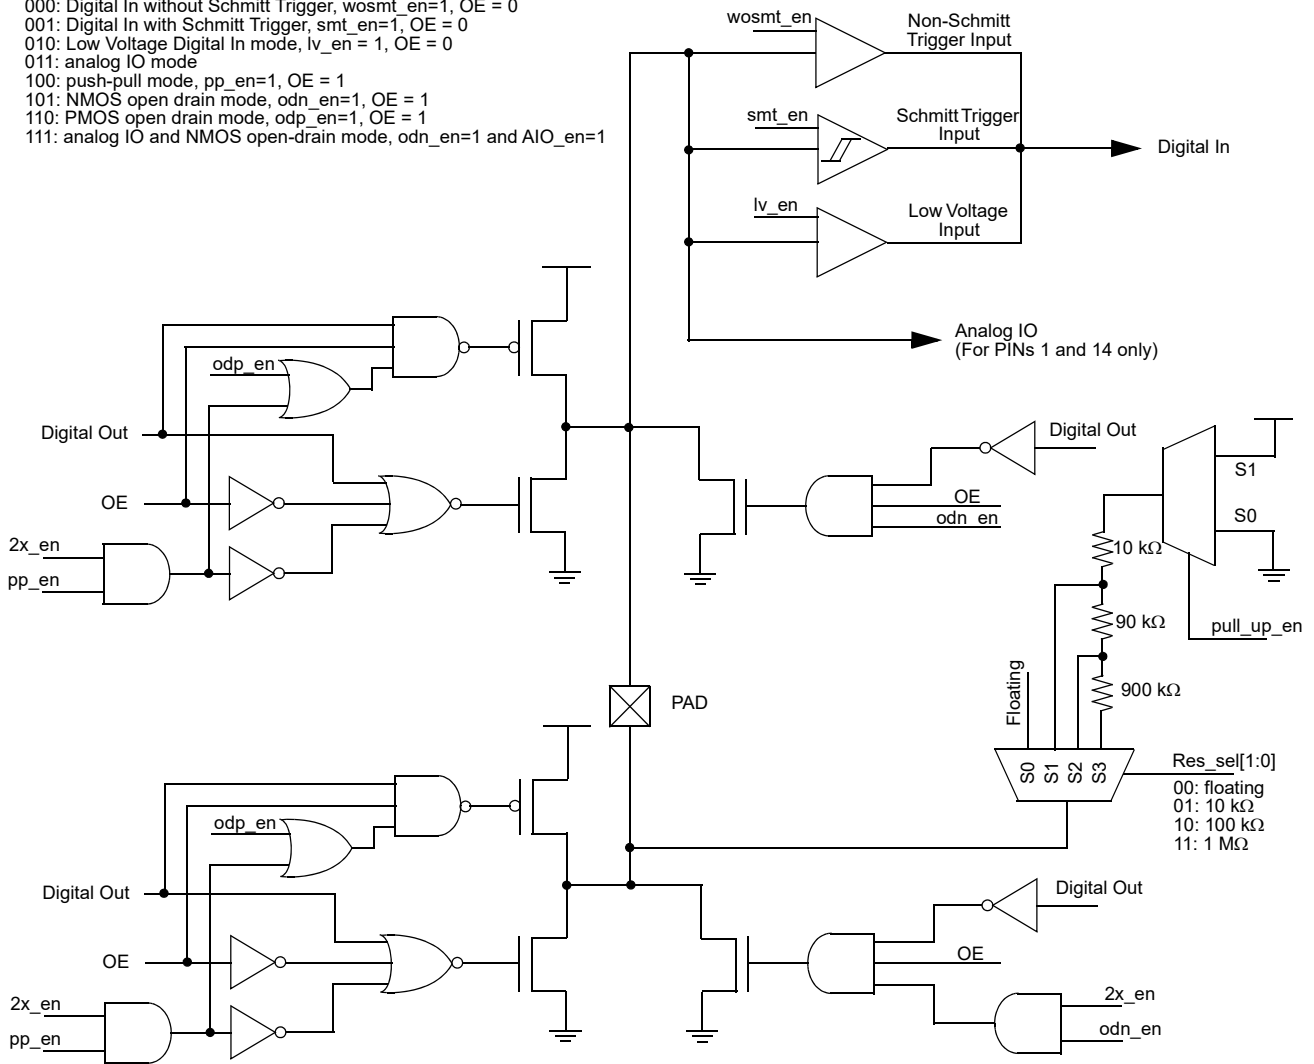 000: Digital In without Schmitt Trigger, wosmt_en=1, OE = 0
001: Digital In with Schmitt Trigger, smt_en=1, OE = 0
010: Low Voltage Digital In mode, lv_en = 1, OE = 0
011: analog IO mode
100: push-pull mode, pp_en=1, OE = 1
101: NMOS open drain mode, odn_en=1, OE = 1
110: PMOS open drain mode, odp_en=1, OE = 1
111: analog IO and NMOS open-drain mode, odn_en=1 and AIO_en=1
wosmt_en
Non-Schmitt
Trigger Input
smt_en
Schmitt Trigger
Input
Digital In
lv_en
Low Voltage
Input
Analog IO
(For PINs 1 and 14 only)
odp_en
Digital Out
OE
2x_en
pp_en
Digital Out
OE
odn_en
S1
S0
10 kΩ
90 kΩ
pull_up_en
900 kΩ
Floating
PAD
S0
S1
S2
S3
Res_sel[1:0]
00: floating
01: 10 kΩ
10: 100 kΩ
11: 1 MΩ
odp_en
Digital Out
OE
2x_en
pp_en
Digital Out
OE
2x_en
odn_en